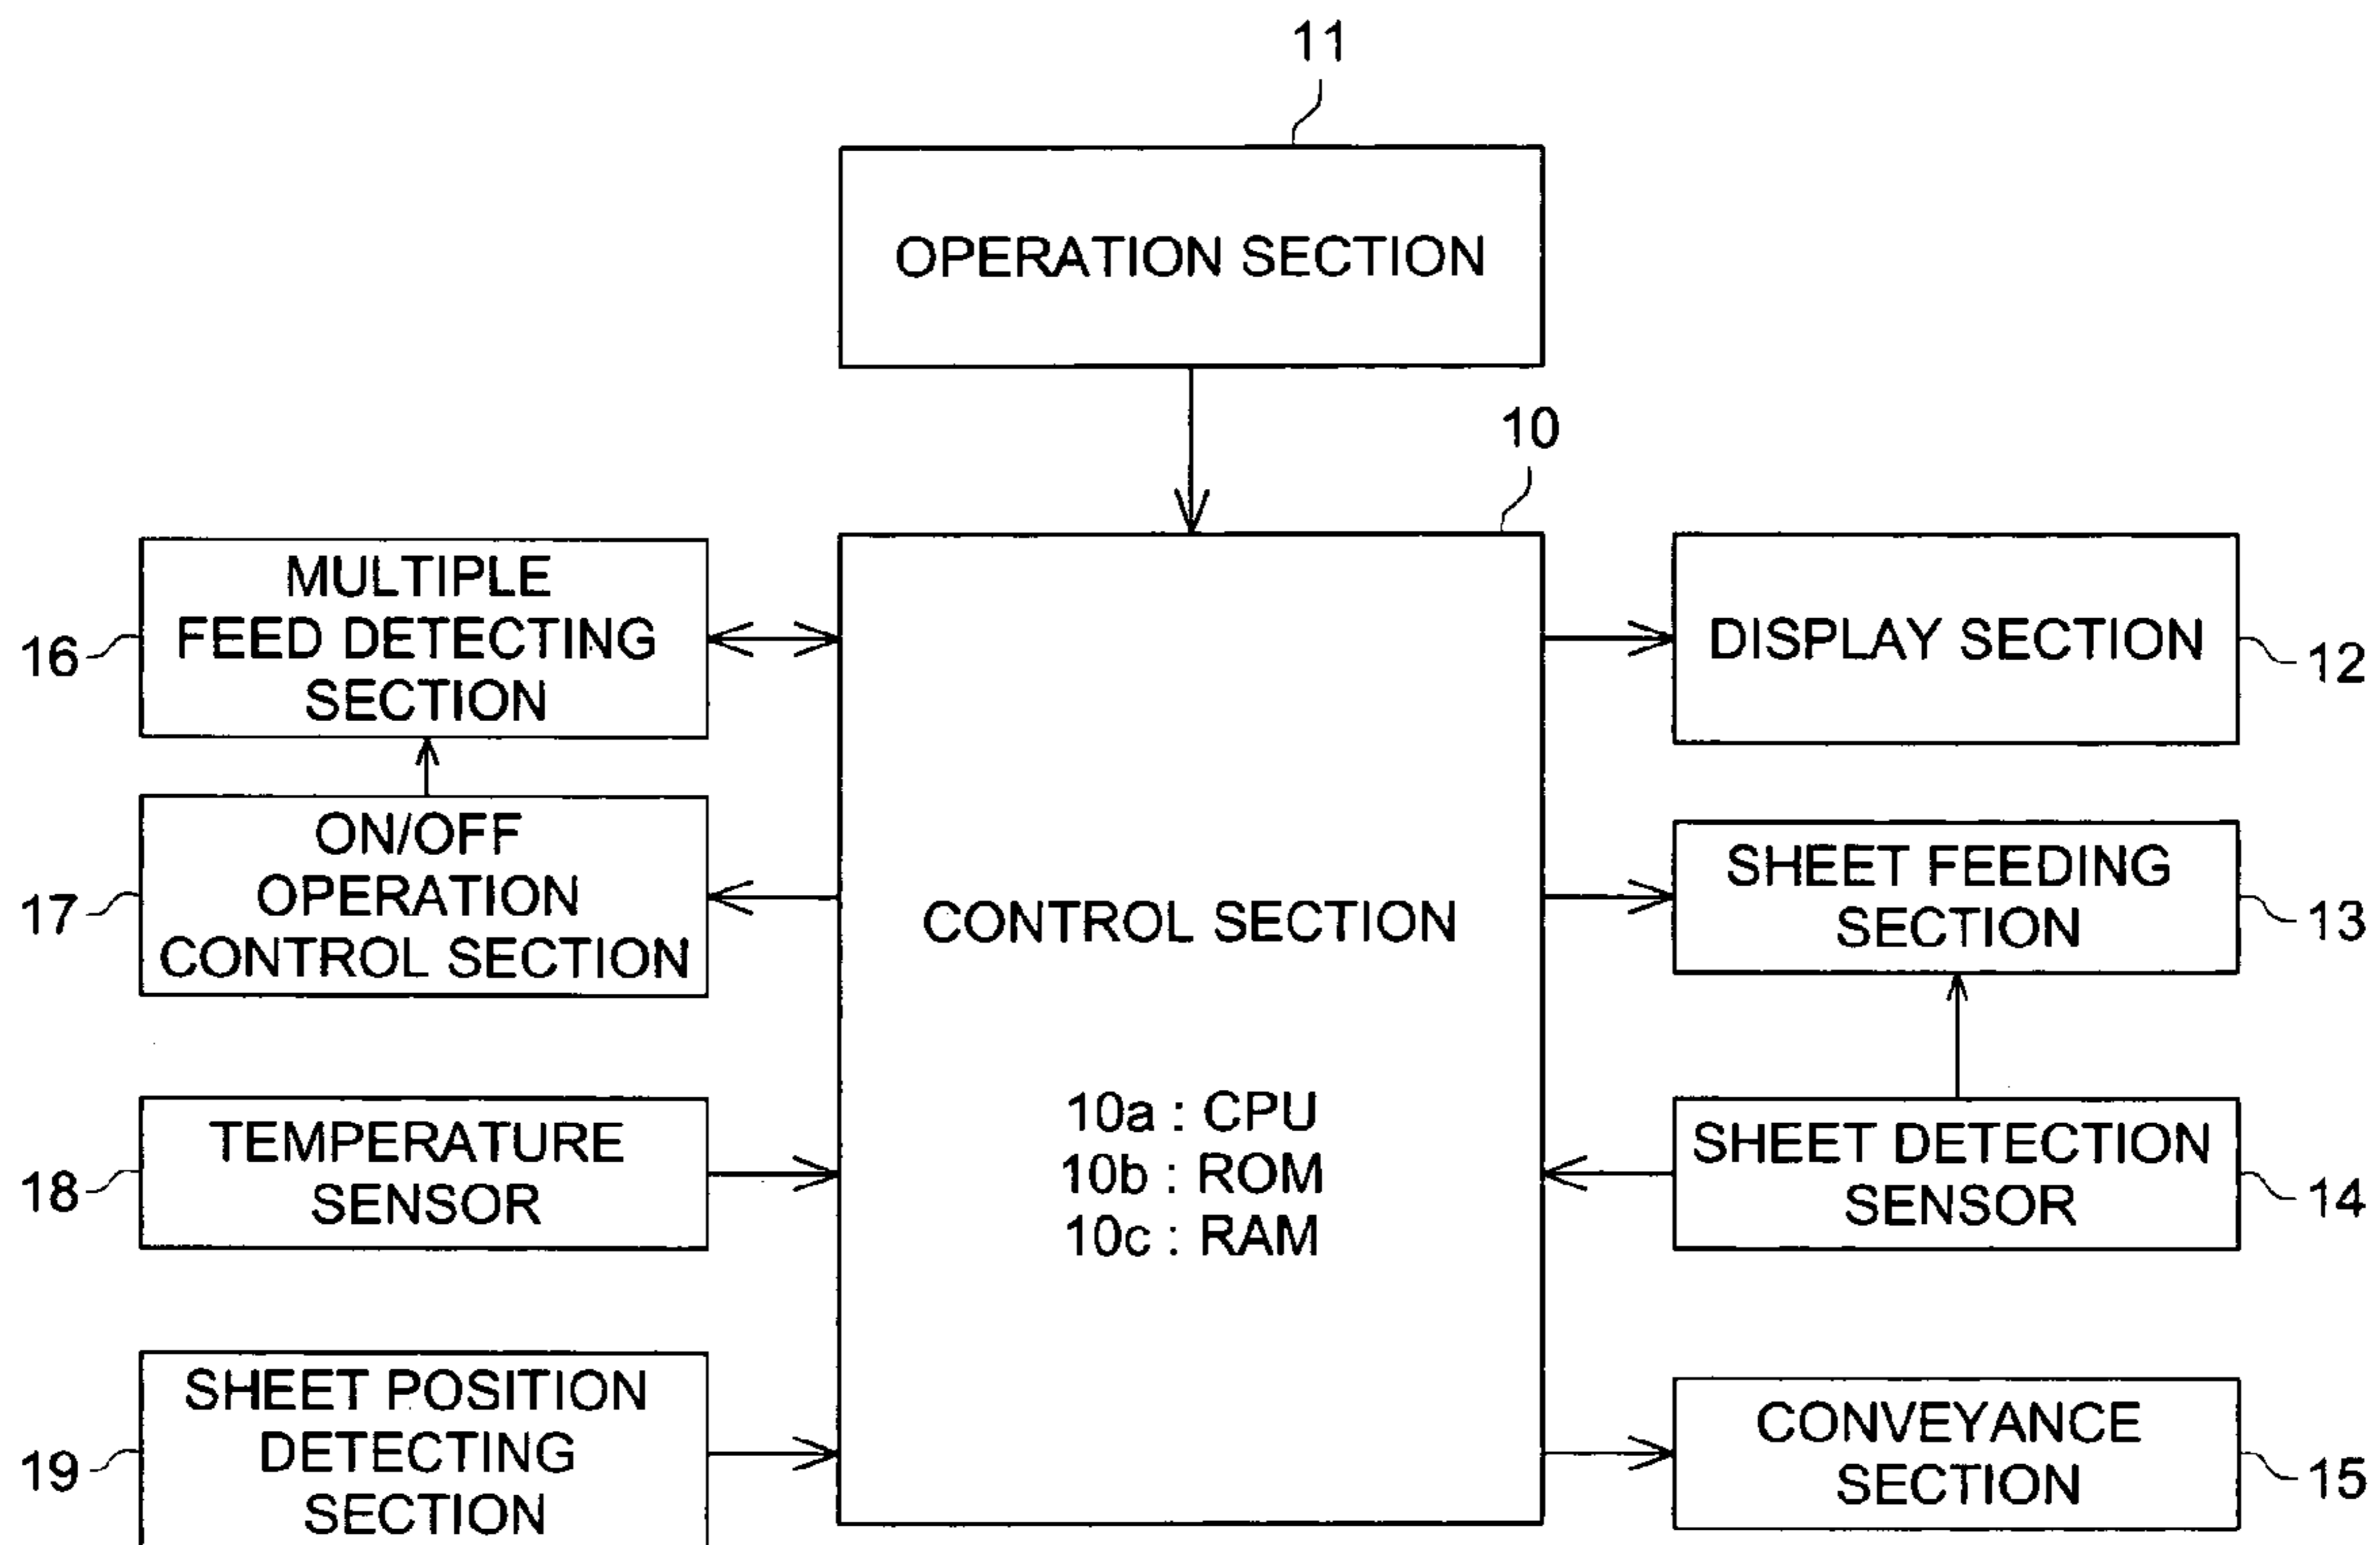 11
OPERATION SECTION
10
MULTIPLE
FEED DETECTING
SECTION
16
ON/OFF
OPERATION
CONTROL SECTION
17
TEMPERATURE
SENSOR
18
SHEET POSITION
DETECTING
SECTION
19
CONTROL SECTION
10a : CPU
10b : ROM
10c : RAM
DISPLAY SECTION
12
SHEET FEEDING
SECTION
13
SHEET DETECTION
SENSOR
14
CONVEYANCE
SECTION
15